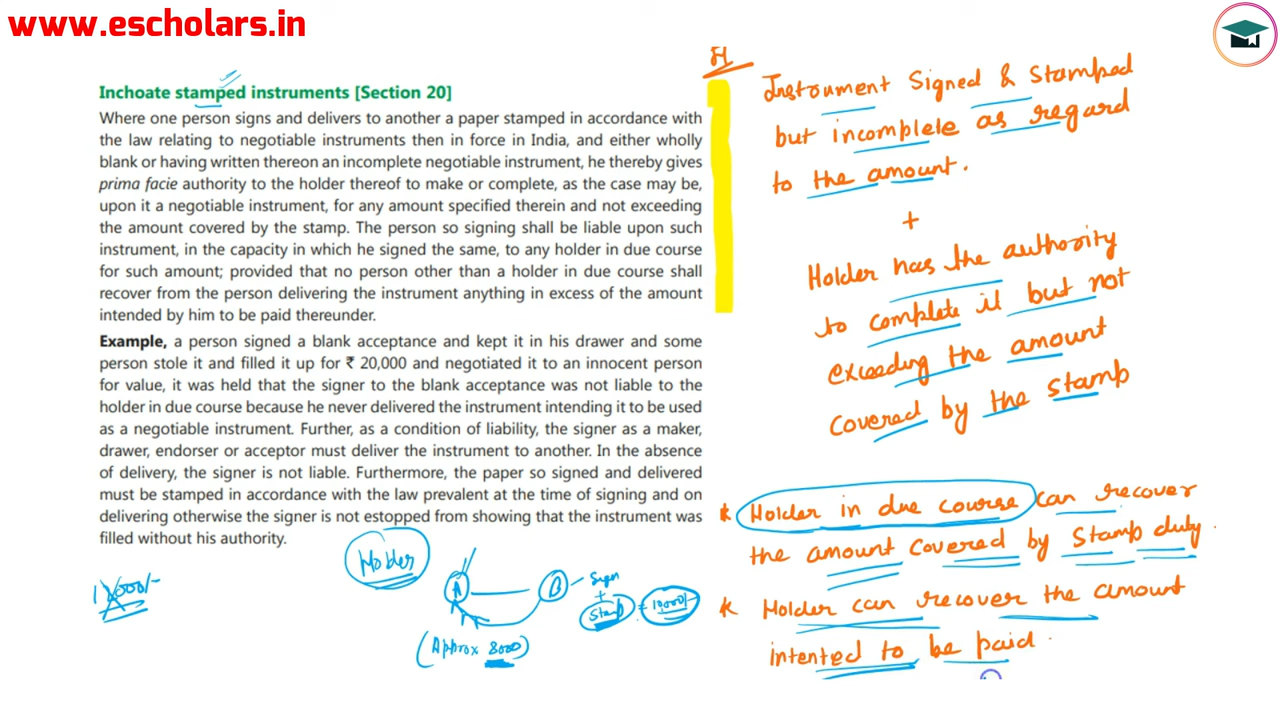 www.escholars.in
Inchoate stamped instruments [Section 20]
Where one person signs and delivers to another a paper stamped in accordance with
the law relating to negotiable instruments then in force in India, and either wholly
blank or having written thereon an incomplete negotiable instrument, he thereby gives
prima facie authority to the holder thereof to make or complete, as the case may be,
upon it a negotiable instrument, for any amount specified therein and not exceeding
the amount covered by the stamp. The person so signing shall be liable upon such
instrument, in the capacity in which he signed the same, to any holder in due course
for such amount; provided that no person other than a holder in due course shall
recover from the person delivering the instrument anything in excess of the amount
intended by him to be paid thereunder.
Example, a person signed a blank acceptance and kept it in his drawer and some
person stole it and filled it up for ₹ 20,000 and negotiated it to an innocent person
for value, it was held that the signer to the blank acceptance was not liable to the
holder in due course because he never delivered the instrument intending it to be used
as a negotiable instrument. Further, as a condition of liability, the signer as a maker,
drawer, endorser or acceptor must deliver the instrument to another. In the absence
of delivery, the signer is not liable. Furthermore, the paper so signed and delivered
must be stamped in accordance with the law prevalent at the time of signing and on
delivering otherwise the signer is not estopped from showing that the instrument was
filled without his authority.
Instrument Signed & Stamped
but incomplete as regard
to the amount.
+
Holder has the authority
to complete it but not
exceeding the amount
covered by the stamp
* Holder in due course can recover
the amount covered by stamp duty.
* Holder can recover the amount
intented to be paid.
Holder
A
B
Sign
+
Stamp = 10,000/-
(Approx 8000)